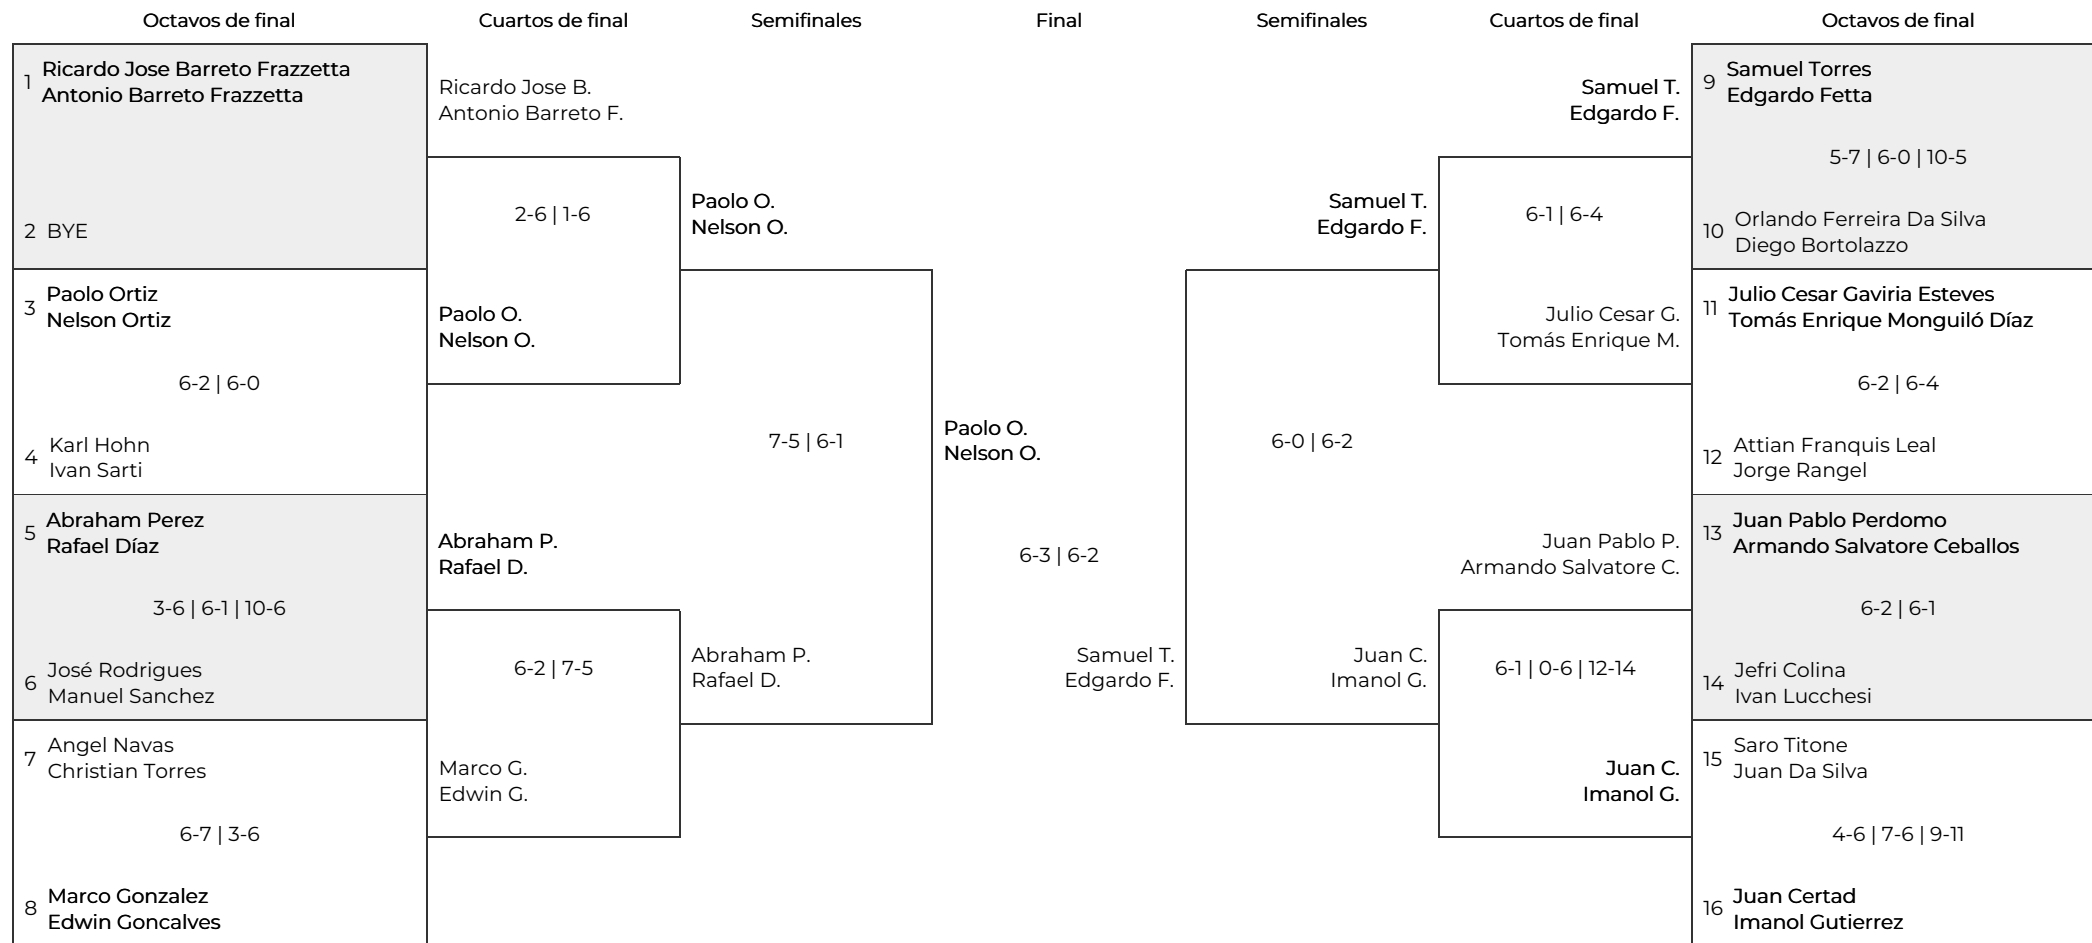 Octavos de final
Cuartos de final
Semifinales
Final
Semifinales
Cuartos de final
Octavos de final
1
Ricardo Jose Barreto Frazzetta
Antonio Barreto Frazzetta
2 BYE
3
Paolo Ortiz
Nelson Ortiz
6-2 | 6-0
4
Karl Hohn
Ivan Sarti
5
Abraham Perez
Rafael Díaz
3-6 | 6-1 | 10-6
6
José Rodrigues
Manuel Sanchez
7
Angel Navas
Christian Torres
6-7 | 3-6
8
Marco Gonzalez
Edwin Goncalves
Ricardo Jose B.
Antonio Barreto F.
2-6 | 1-6
Paolo O.
Nelson O.
Abraham P.
Rafael D.
6-2 | 7-5
Marco G.
Edwin G.
Paolo O.
Nelson O.
7-5 | 6-1
Abraham P.
Rafael D.
Paolo O.
Nelson O.
6-3 | 6-2
Samuel T.
Edgardo F.
Samuel T.
Edgardo F.
6-0 | 6-2
Juan C.
Imanol G.
Samuel T.
Edgardo F.
6-1 | 6-4
Julio Cesar G.
Tomás Enrique M.
Juan Pablo P.
Armando Salvatore C.
6-1 | 0-6 | 12-14
Juan C.
Imanol G.
9
Samuel Torres
Edgardo Fetta
5-7 | 6-0 | 10-5
10
Orlando Ferreira Da Silva
Diego Bortolazzo
11
Julio Cesar Gaviria Esteves
Tomás Enrique Monguiló Díaz
6-2 | 6-4
12
Attian Franquis Leal
Jorge Rangel
13
Juan Pablo Perdomo
Armando Salvatore Ceballos
6-2 | 6-1
14
Jefri Colina
Ivan Lucchesi
15
Saro Titone
Juan Da Silva
4-6 | 7-6 | 9-11
16
Juan Certad
Imanol Gutierrez